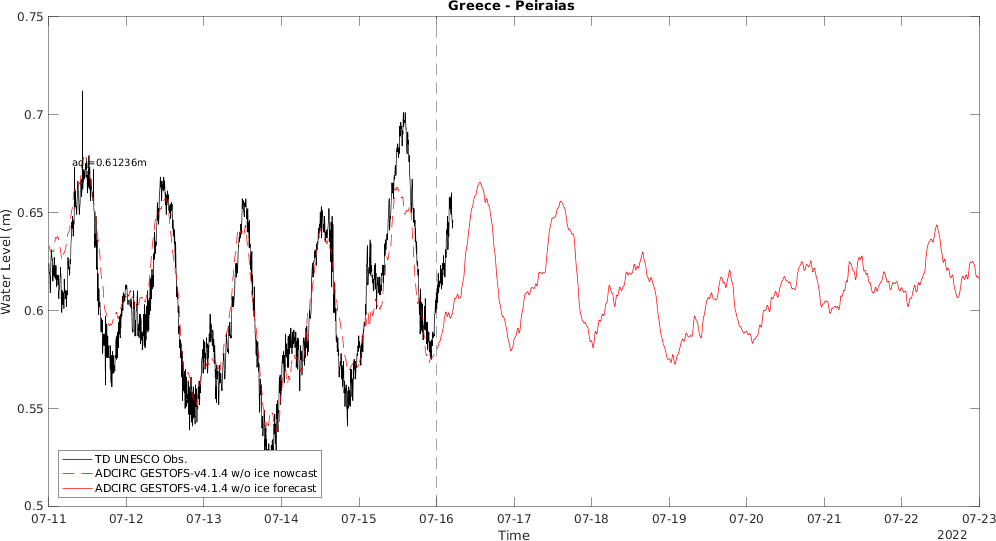 Greece - Peiraias
0.75
0.7
0.65
0.6
0.55
0.5
Water Level (m)
=0.61236m
TD UNESCO Obs.
ADCIRC GESTOFS-v4.1.4 w/o ice nowcast
ADCIRC GESTOFS-v4.1.4 w/o ice forecast
07-11 07-12 07-13 07-14 07-15 07-16 07-17 07-18 07-19 07-20 07-21 07-22 07-23
Time
2022